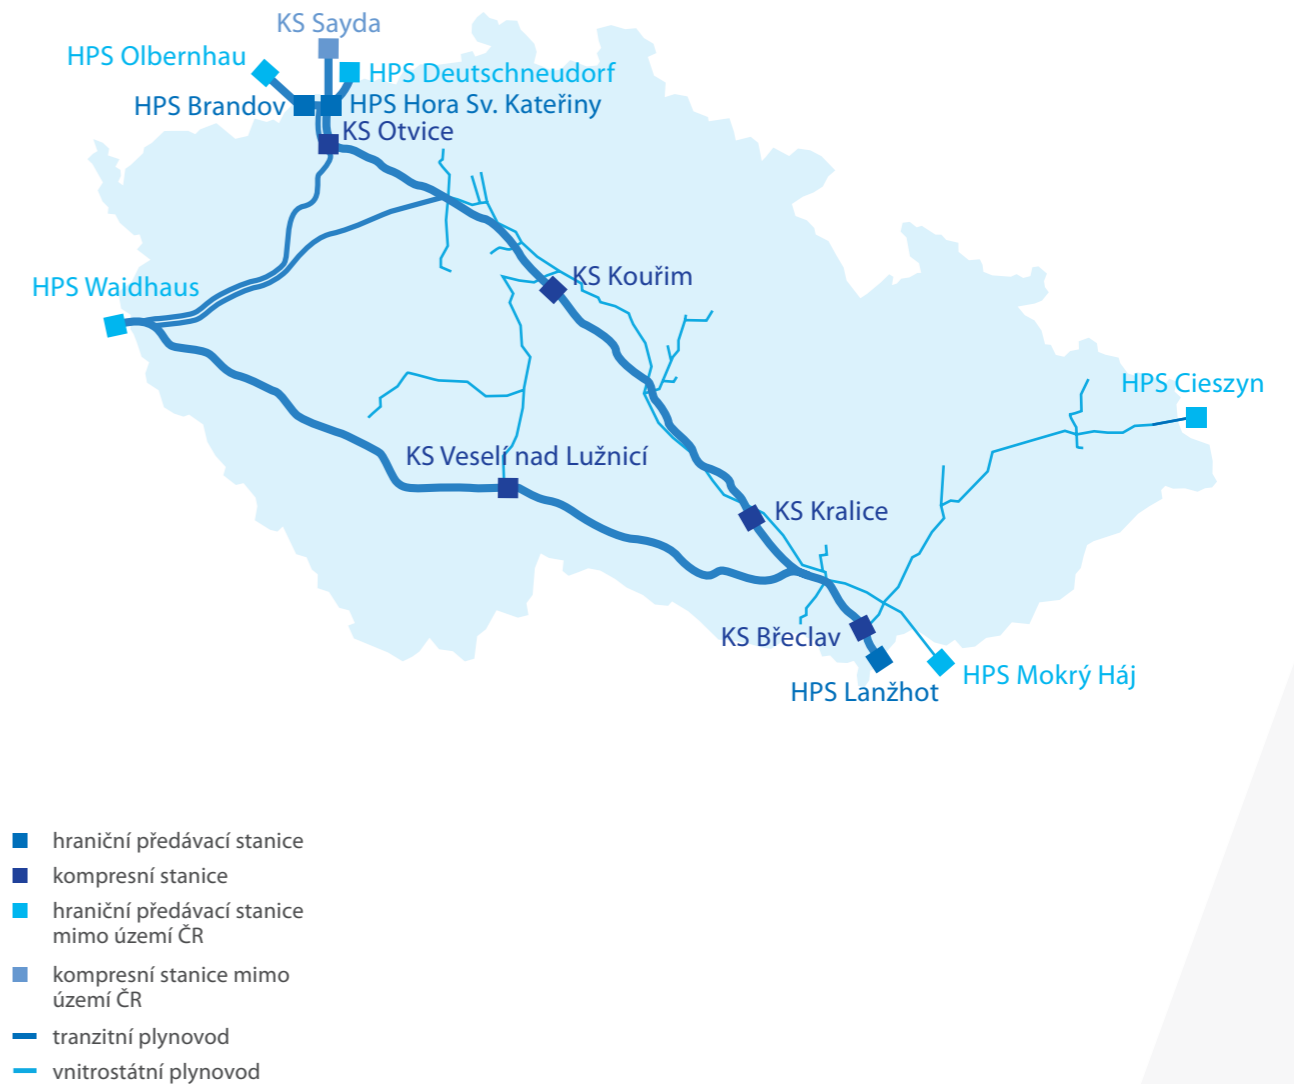 KS Sayda
HPS Olbernhau
HPS Deutschneudorf
HPS Brandov
HPS Hora Sv. Kateřiny
KS Otvice
KS Kouřim
HPS Waidhaus
HPS Cieszyn
KS Veselí nad Lužnicí
KS Kralice
KS Břeclav
HPS Mokrý Háj
HPS Lanžhot
hraniční předávací stanice
kompresní stanice
hraniční předávací stanice
mimo území ČR
kompresní stanice mimo
území ČR
tranzitní plynovod
vnitrostátní plynovod